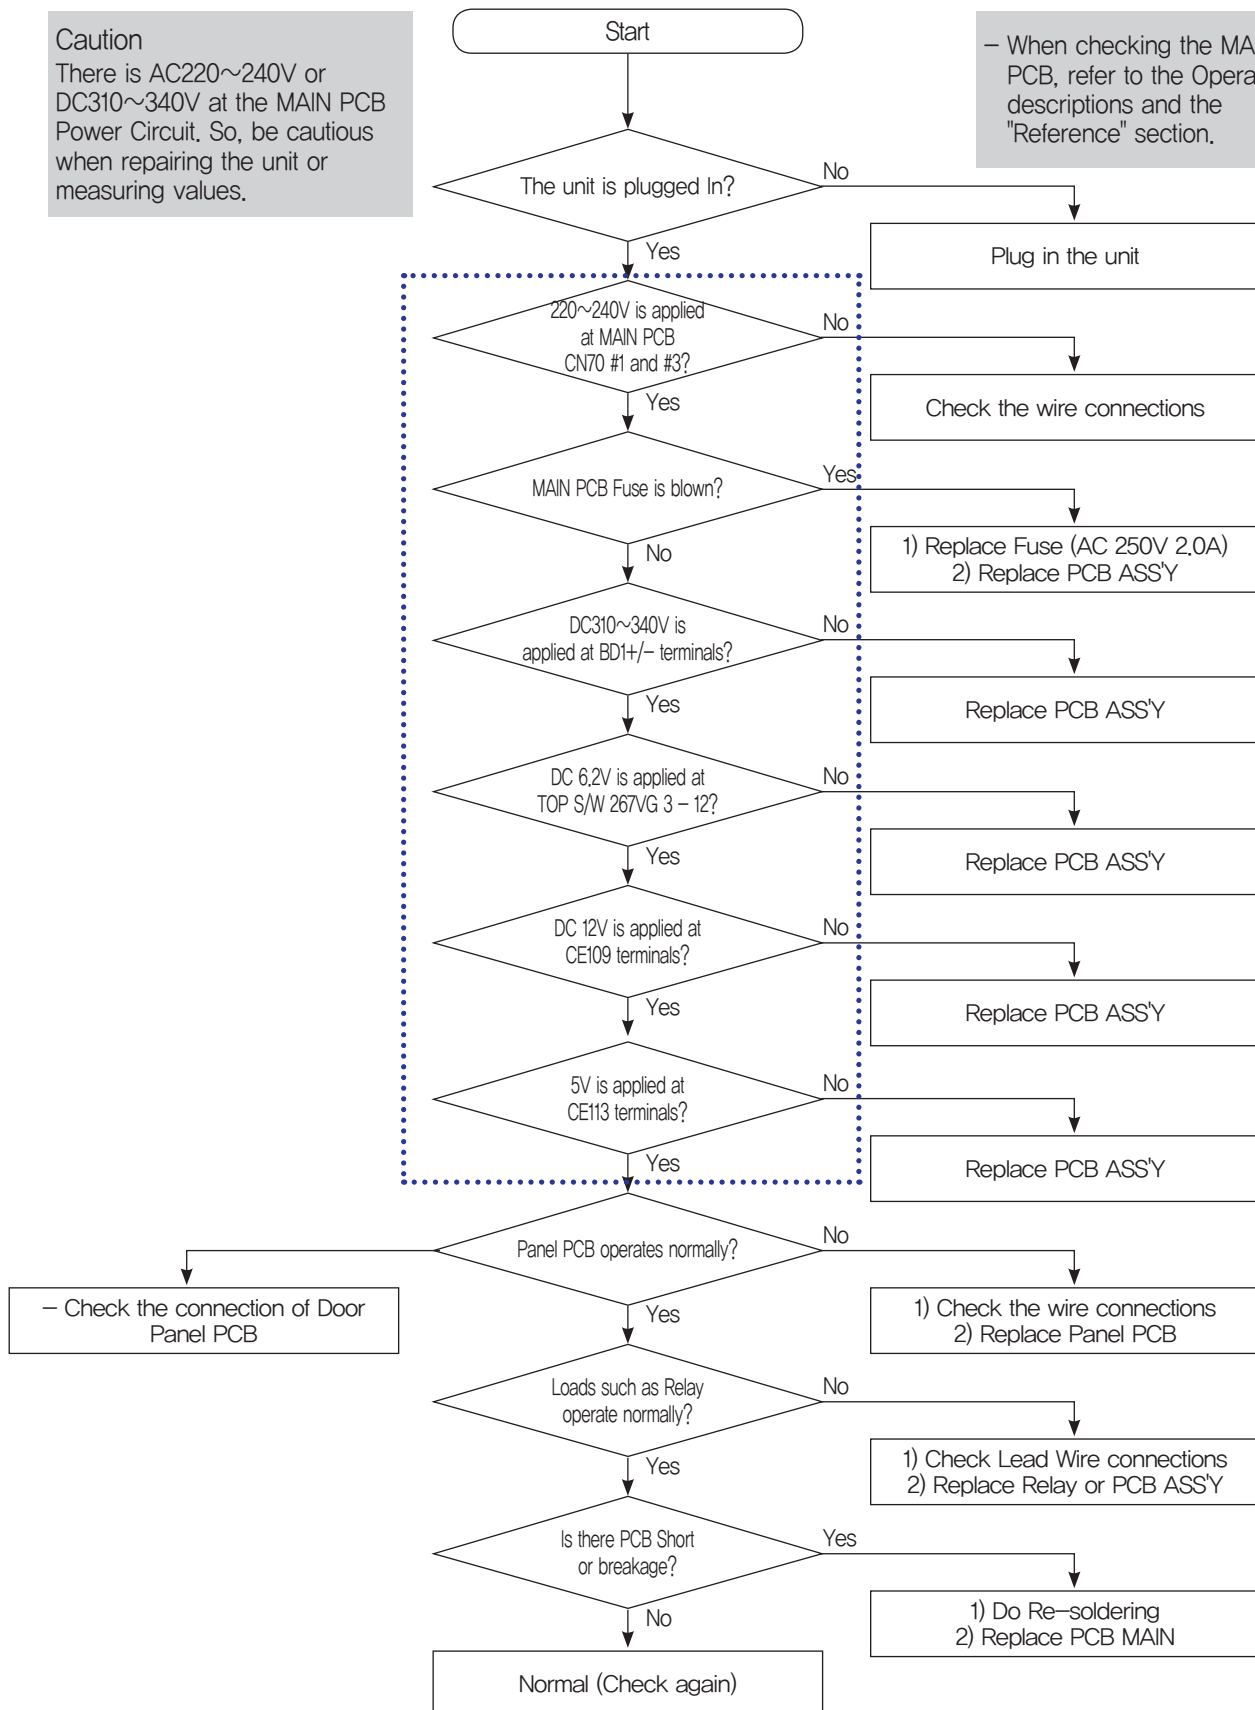 Caution
There is AC220～240V or
DC310～340V at the MAIN PCB
Power Circuit. So, be cautious
when repairing the unit or
measuring values.
Start
– When checking the MA
PCB, refer to the Opera
descriptions and the
"Reference" section.
The unit is plugged In?
No
Yes
Plug in the unit
220～240V is applied
at MAIN PCB
CN70 #1 and #3?
No
Yes
Check the wire connections
MAIN PCB Fuse is blown?
Yes
No
1) Replace Fuse (AC 250V 2.0A)
2) Replace PCB ASS'Y
DC310～340V is
applied at BD1+/– terminals?
No
Yes
Replace PCB ASS'Y
DC 6.2V is applied at
TOP S/W 267VG 3 – 12?
No
Yes
Replace PCB ASS'Y
DC 12V is applied at
CE109 terminals?
No
Yes
Replace PCB ASS'Y
5V is applied at
CE113 terminals?
No
Yes
Replace PCB ASS'Y
Panel PCB operates normally?
No
Yes
– Check the connection of Door
Panel PCB
1) Check the wire connections
2) Replace Panel PCB
Loads such as Relay
operate normally?
No
Yes
1) Check Lead Wire connections
2) Replace Relay or PCB ASS'Y
Is there PCB Short
or breakage?
Yes
No
1) Do Re-soldering
2) Replace PCB MAIN
Normal (Check again)